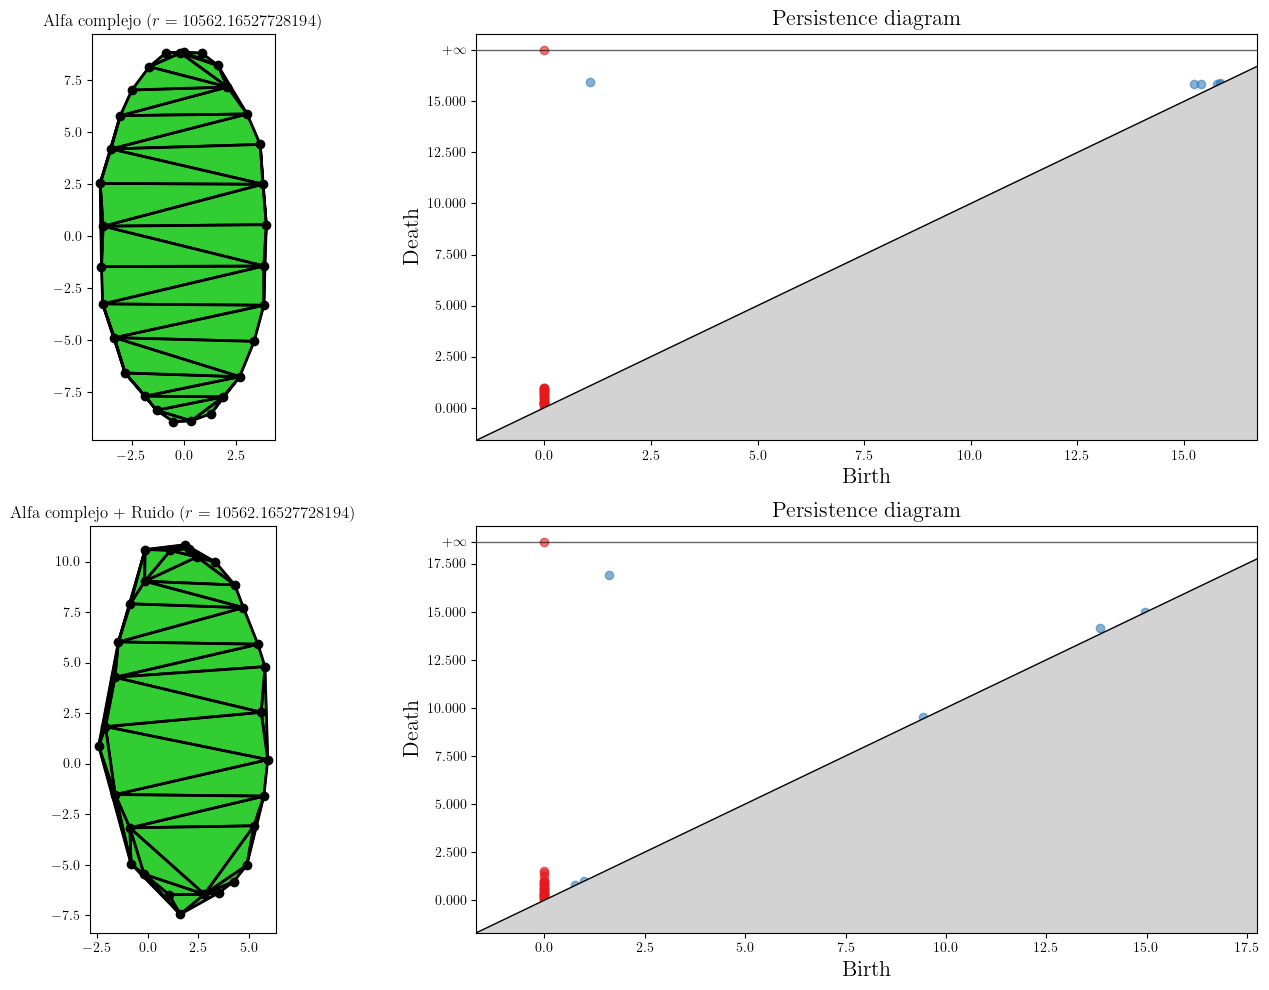 Alfa complejo (r = 10562.16527728194)
7.5
5.0
2.5
0.0
−2.5
−5.0
−7.5
−2.5 0.0 2.5
Persistence diagram
Death
+∞
15.000
12.500
10.000
7.500
5.000
2.500
0.000
0.0 2.5 5.0 7.5 10.0 12.5 15.0
Birth
Alfa complejo + Ruido (r = 10562.16527728194)
10.0
7.5
5.0
2.5
0.0
−2.5
−5.0
−7.5
−2.5 0.0 2.5 5.0
Persistence diagram
Death
+∞
17.500
15.000
12.500
10.000
7.500
5.000
2.500
0.000
0.0 2.5 5.0 7.5 10.0 12.5 15.0 17.5
Birth